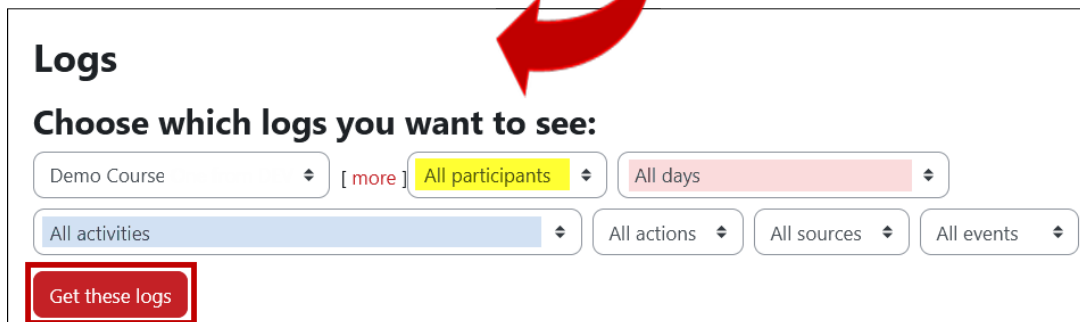 Logs
Choose which logs you want to see:
Demo Course [ more ] All participants All days
All activities All actions All sources All events
Get these logs